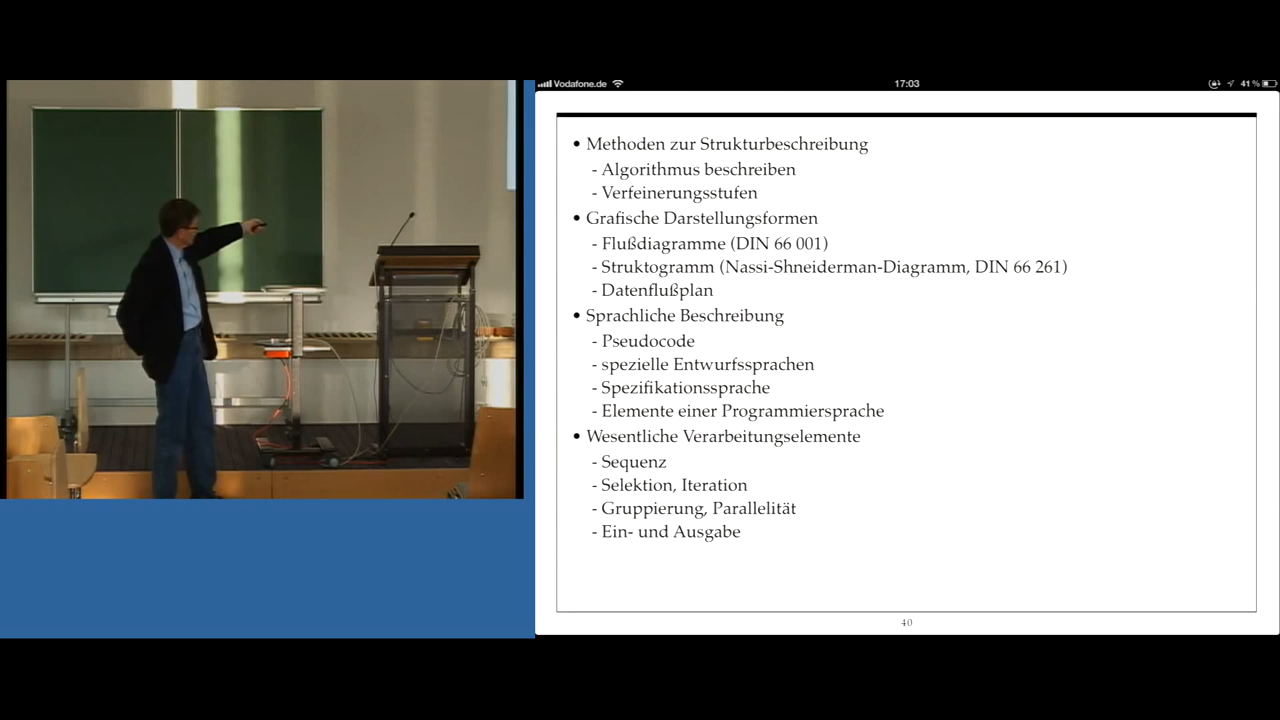 Vodafone.de 17:03 41%
• Methoden zur Strukturbeschreibung
- Algorithmus beschreiben
- Verfeinerungsstufen
• Grafische Darstellungsformen
- Flußdiagramme (DIN 66 001)
- Struktogramm (Nassi-Shneiderman-Diagramm, DIN 66 261)
- Datenflußplan
• Sprachliche Beschreibung
- Pseudocode
- spezielle Entwurfssprachen
- Spezifikationssprache
- Elemente einer Programmiersprache
• Wesentliche Verarbeitungselemente
- Sequenz
- Selektion, Iteration
- Gruppierung, Parallelität
- Ein- und Ausgabe
40